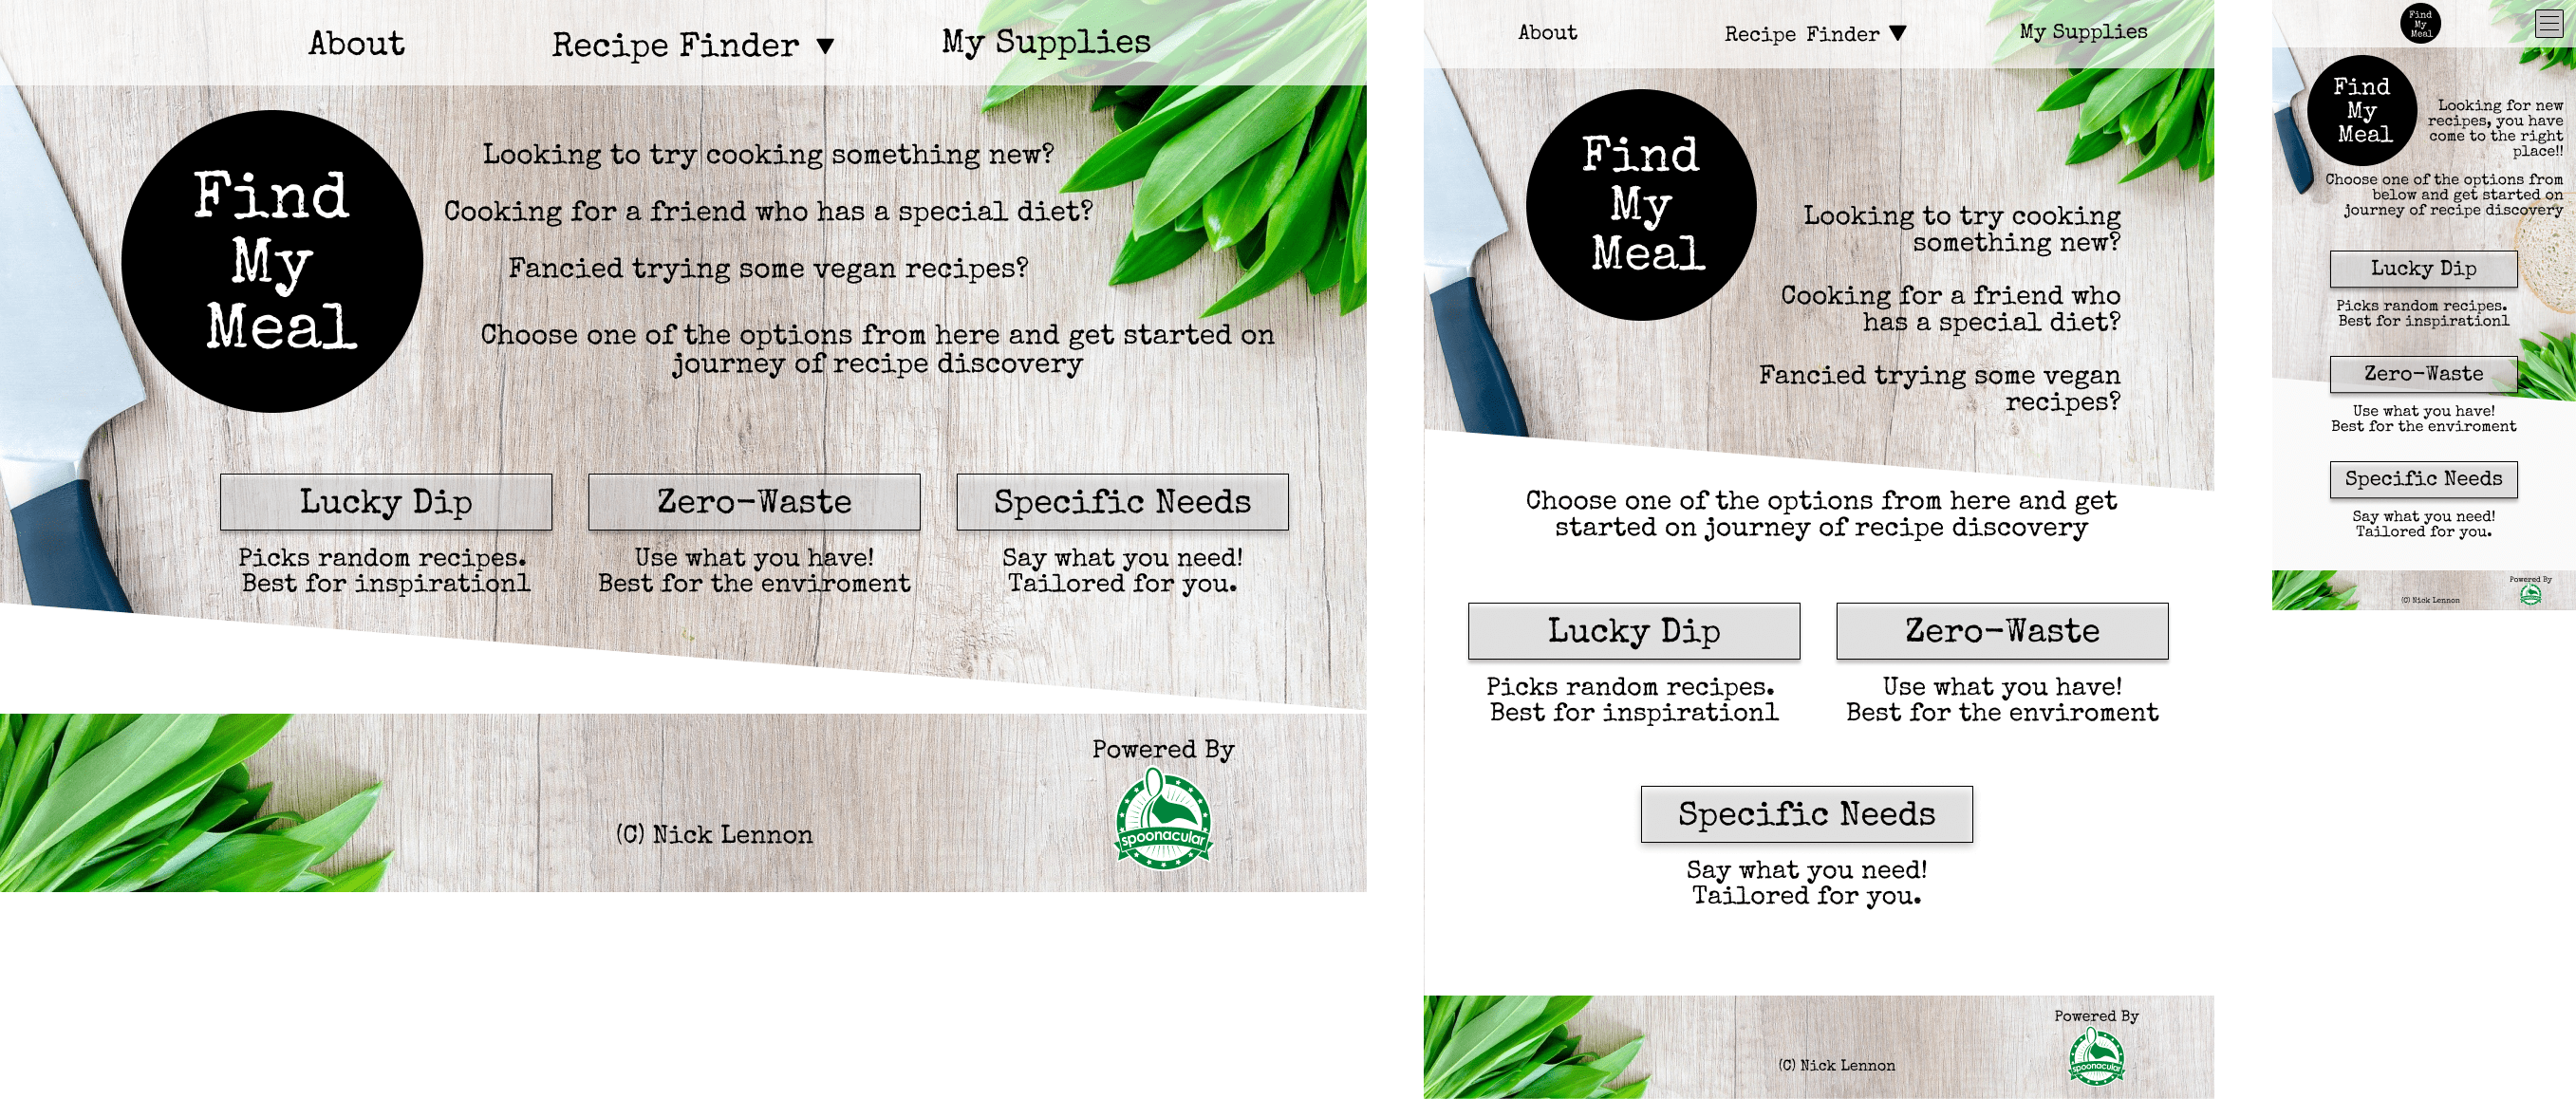 About
Recipe Finder ▼
My Supplies
Find
My
Meal
Looking to try cooking something new?
Cooking for a friend who has a special diet?
Fancied trying some vegan recipes?
Choose one of the options from here and get started on
journey of recipe discovery
Lucky Dip
Picks random recipes.
Best for inspirationl
Zero-Waste
Use what you have!
Best for the enviroment
Specific Needs
Say what you need!
Tailored for you.
(C) Nick Lennon
Powered By
spoonacular
About
Recipe Finder ▼
My Supplies
Find
My
Meal
Looking to try cooking
something new?
Cooking for a friend who
has a special diet?
Fancied trying some vegan
recipes?
Choose one of the options from here and get
started on journey of recipe discovery
Lucky Dip
Picks random recipes.
Best for inspirationl
Zero-Waste
Use what you have!
Best for the enviroment
Specific Needs
Say what you need!
Tailored for you.
(C) Nick Lennon
Powered By
spoonacular
Find
My
Meal
Find
My
Meal
Looking for new
recipes, you have
come to the right
place!!
Choose one of the options from
below and get started on
journey of recipe discovery
Lucky Dip
Picks random recipes.
Best for inspirationl
Zero-Waste
Use what you have!
Best for the enviroment
Specific Needs
Say what you need!
Tailored for you.
(C) Nick Lennon
Powered By